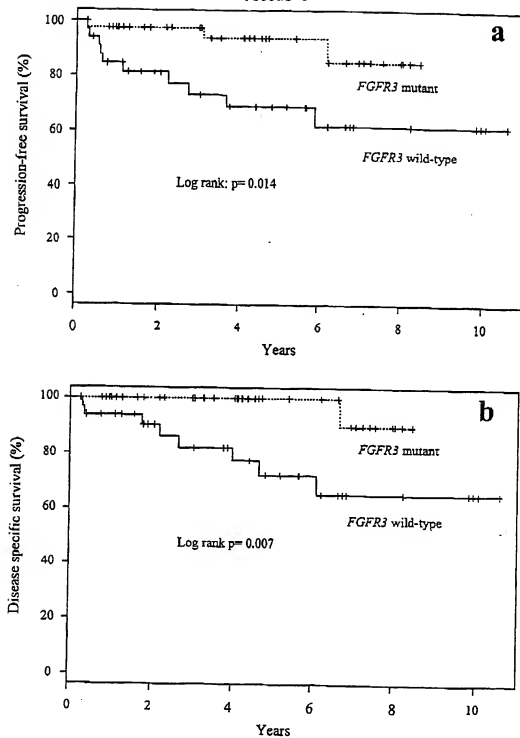 a
Progression-free survival (%)
100
80
60
40
20
0
FGFR3 mutant
FGFR3 wild-type
Log rank: p= 0.014
0 2 4 6 8 10
Years
b
Disease specific survival (%)
100
80
60
40
20
0
FGFR3 mutant
FGFR3 wild-type
Log rank p= 0.007
0 2 4 6 8 10
Years